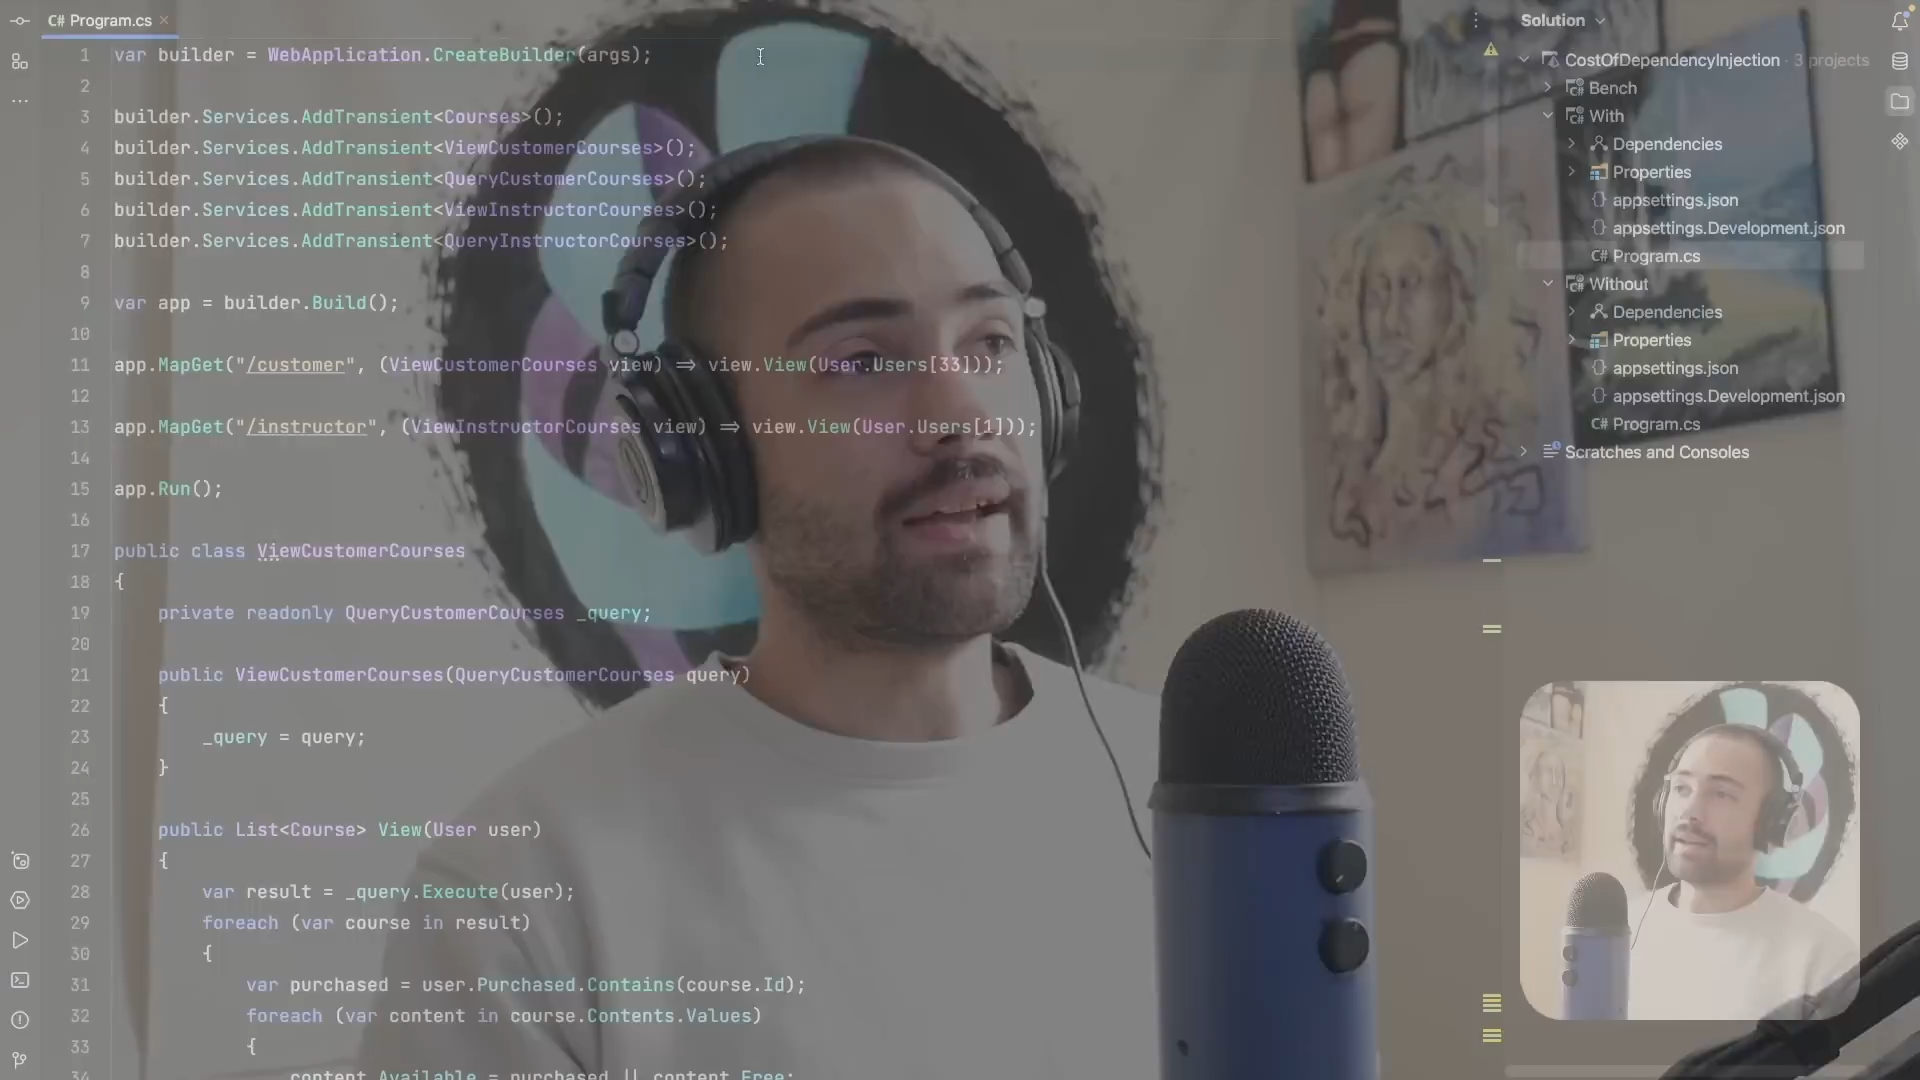 C# Program.cs
1 var builder = WebApplication.CreateBuilder(args);
2
3 builder.Services.AddTransient<Courses>();
4 builder.Services.AddTransient<ViewCustomerCourses>();
5 builder.Services.AddTransient<QueryCustomerCourses>();
6 builder.Services.AddTransient<ViewInstructorCourses>();
7 builder.Services.AddTransient<QueryInstructorCourses>();
8
9 var app = builder.Build();
10
11 app.MapGet("/customer", (ViewCustomerCourses view) => view.View(User.Users[33]));
12
13 app.MapGet("/instructor", (ViewInstructorCourses view) => view.View(User.Users[1]));
14
15 app.Run();
16
17 public class ViewCustomerCourses
18 {
19 private readonly QueryCustomerCourses _query;
20
21 public ViewCustomerCourses(QueryCustomerCourses query)
22 {
23 _query = query;
24 }
25
26 public List<Course> View(User user)
27 {
28 var result = _query.Execute(user);
29 foreach (var course in result)
30 {
31 var purchased = user.Purchased.Contains(course.Id);
32 foreach (var content in course.Contents.Values)
33 {
34 content.Available = purchased || content.Free;
Solution
CostOfDependencyInjection · 3 projects
C# Bench
C# With
Dependencies
Properties
{} appsettings.json
{} appsettings.Development.json
C# Program.cs
C# Without
Dependencies
Properties
{} appsettings.json
{} appsettings.Development.json
C# Program.cs
Scratches and Consoles